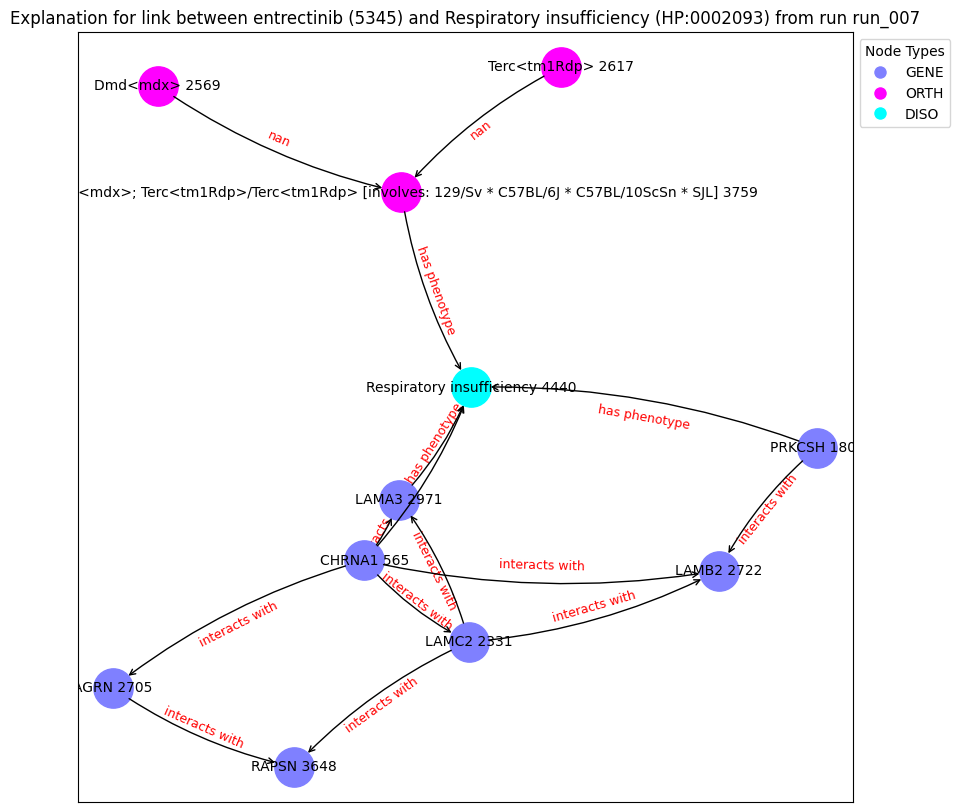 Explanation for link between entrectinib (5345) and Respiratory insufficiency (HP:0002093) from run run_007
Node Types
GENE
ORTH
DISO
Terc<tm1Rdp> 2617
Dmd<mdx> 2569
nan
nan
<mdx>; Terc<tm1Rdp>/Terc<tm1Rdp> [involves: 129/Sv * C57BL/6J * C57BL/10ScSn * SJL] 3759
has phenotype
Respiratory insufficiency 4440
has phenotype
has phenotype
PRKCSH 180
LAMA3 2971
interacts with
acts
CHRNA1 565
interacts with
interacts with
LAMB2 2722
interacts with
interacts with
interacts with
LAMC2 2331
AGRN 2705
interacts with
interacts with
RAPSN 3648